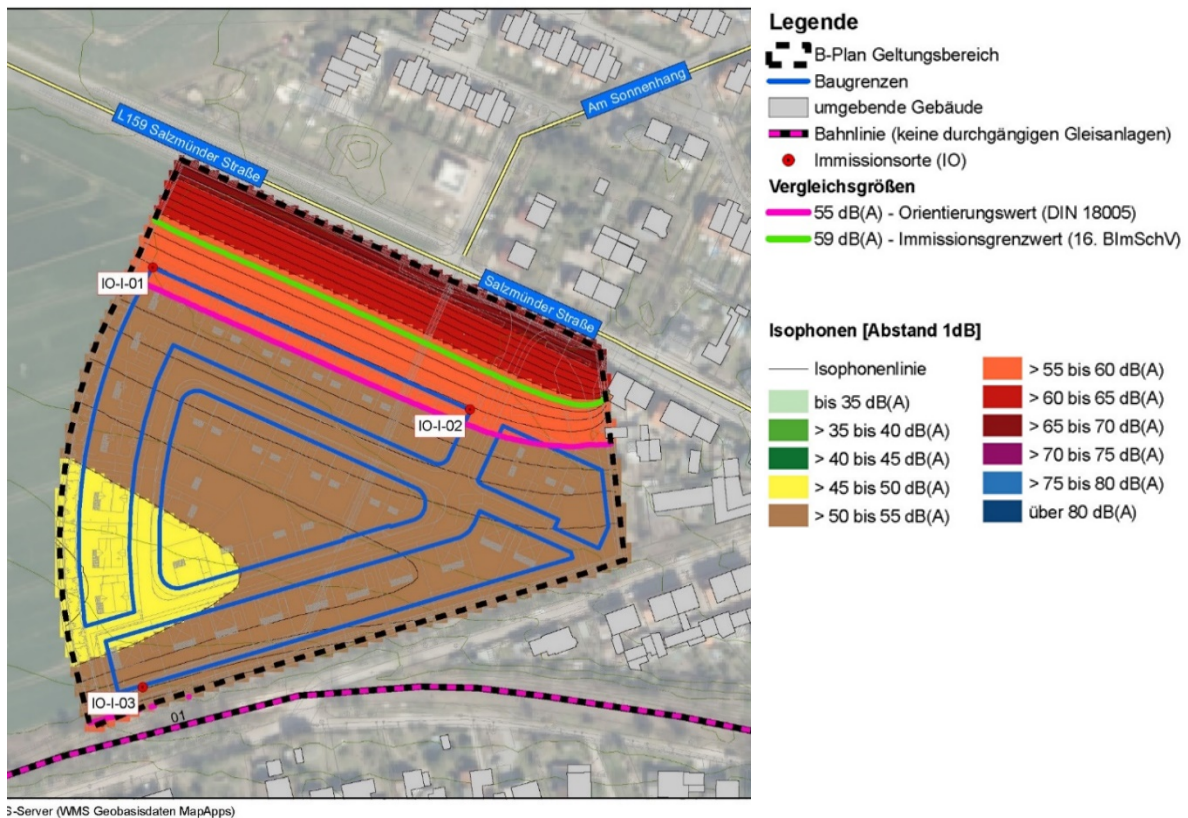 L159 Salzmünder Straße
Am Sonnenhang
Salzmünder Straße
IO-I-01
IO-I-02
IO-I-03
01
S-Server (WMS Geobasisdaten MapApps)
Legende
B-Plan Geltungsbereich
Baugrenzen
umgebende Gebäude
Bahnlinie (keine durchgängigen Gleisanlagen)
Immissionsorte (IO)
Vergleichsgrößen
55 dB(A) - Orientierungswert (DIN 18005)
59 dB(A) - Immissionsgrenzwert (16. BImSchV)
Isophonen [Abstand 1dB]
Isophonenlinie
bis 35 dB(A)
> 35 bis 40 dB(A)
> 40 bis 45 dB(A)
> 45 bis 50 dB(A)
> 50 bis 55 dB(A)
> 55 bis 60 dB(A)
> 60 bis 65 dB(A)
> 65 bis 70 dB(A)
> 70 bis 75 dB(A)
> 75 bis 80 dB(A)
über 80 dB(A)